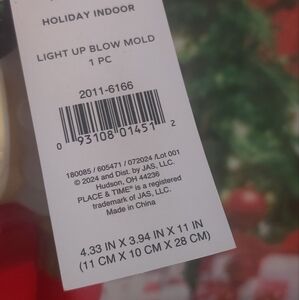 HOLIDAY INDOOR
LIGHT UP BLOW MOLD
1 PC
2011-6166
0 93108 01451 2
180085 / 605471 / 072024 /Lot 001
© 2024 and Dist. by JAS, LLC.
Hudson, OH 44236
PLACE & TIME® is a registered
trademark of JAS, LLC.
Made in China
4.33 IN X 3.94 IN X 11 IN
(11 CM X 10 CM X 28 CM)